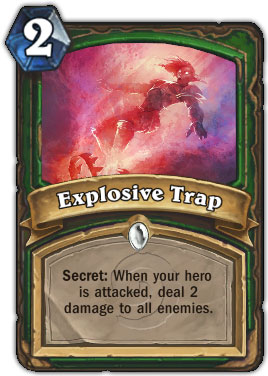 2
Explosive Trap
Secret: When your hero
is attacked, deal 2
damage to all enemies.